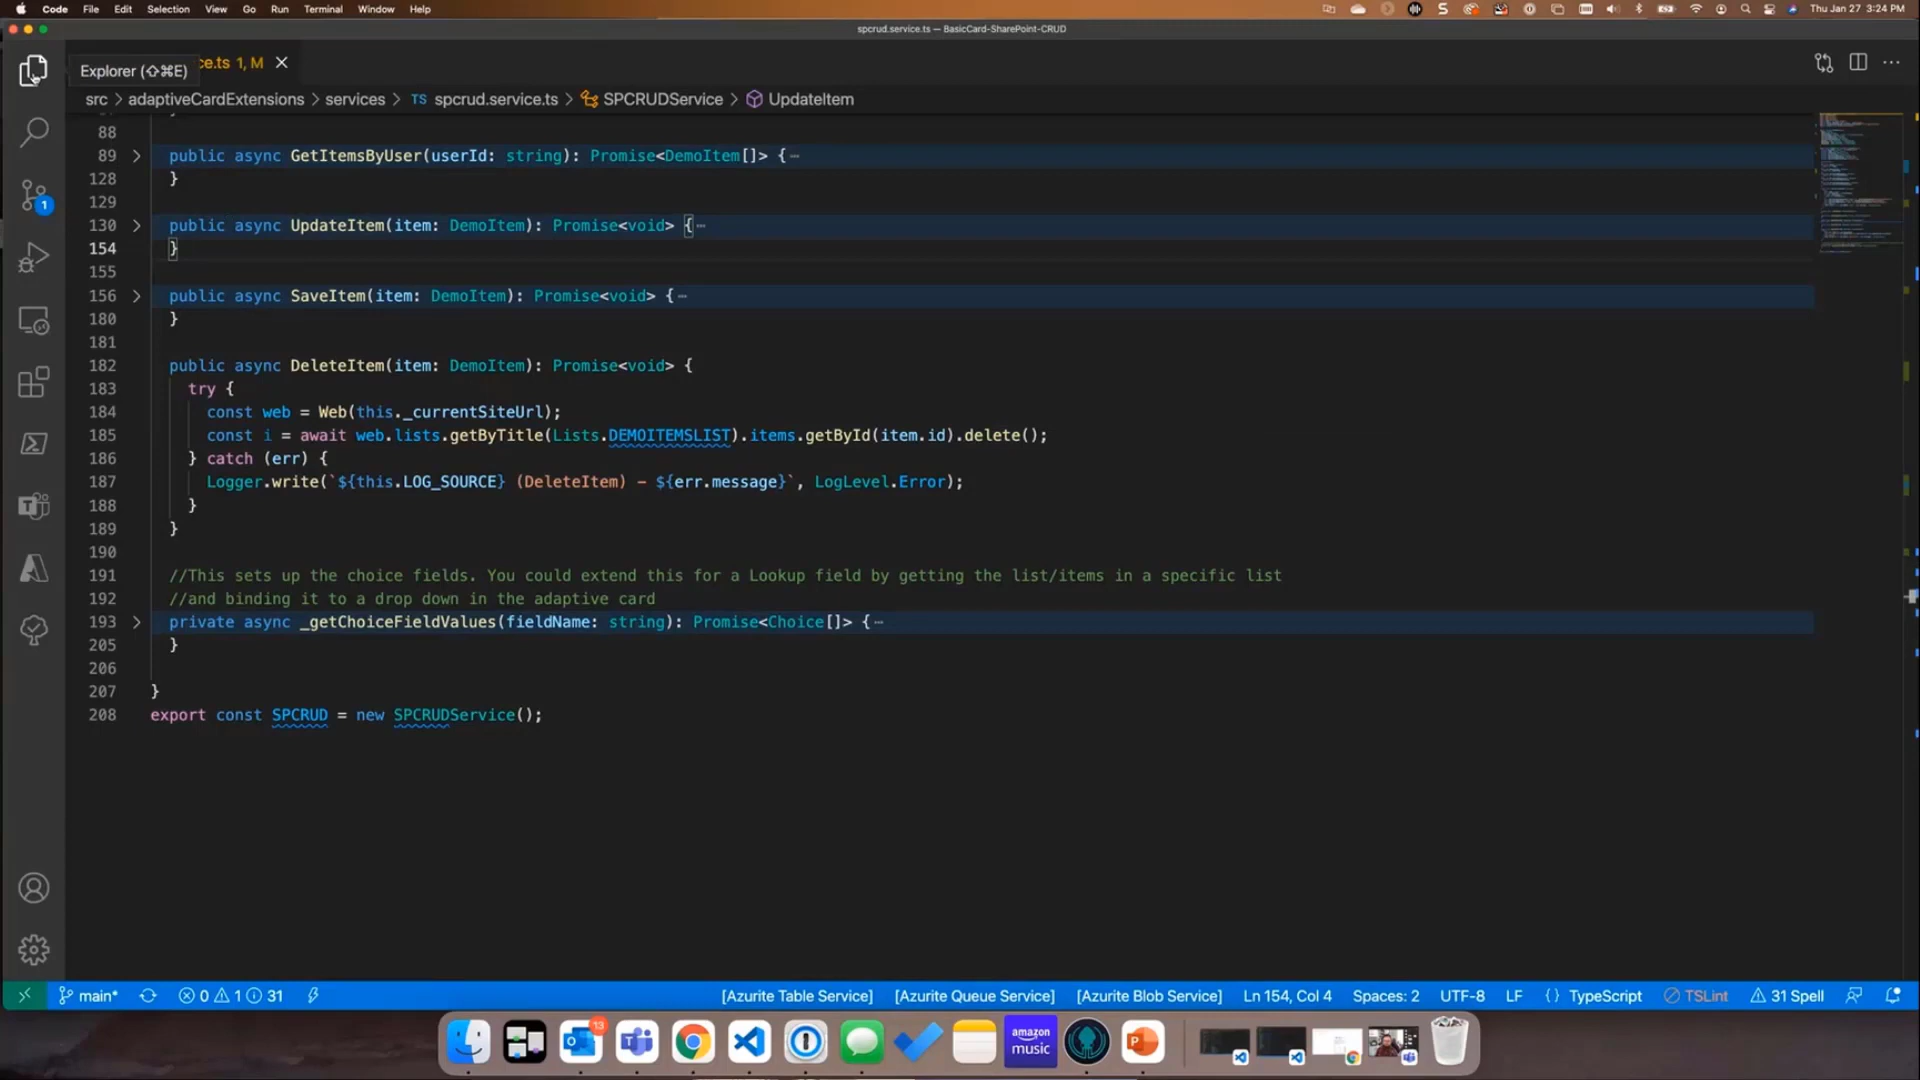 Code File Edit Selection View Go Run Terminal Window Help Thu Jan 27 3:24 PM
spcrud.service.ts — BasicCard-SharePoint-CRUD
Explorer (⇧⌘E) ce.ts 1, M
src > adaptiveCardExtensions > services > TS spcrud.service.ts > SPCRUDService > UpdateItem
88
89 > public async GetItemsByUser(userId: string): Promise<DemoItem[]> {
128 }
129
130 > public async UpdateItem(item: DemoItem): Promise<void> {
154 }
155
156 > public async SaveItem(item: DemoItem): Promise<void> {
180 }
181
182 public async DeleteItem(item: DemoItem): Promise<void> {
183 try {
184 const web = Web(this._currentSiteUrl);
185 const i = await web.lists.getByTitle(Lists.DEMOITEMSLIST).items.getById(item.id).delete();
186 } catch (err) {
187 Logger.write(`${this.LOG_SOURCE} (DeleteItem) - ${err.message}`, LogLevel.Error);
188 }
189 }
190
191 //This sets up the choice fields. You could extend this for a Lookup field by getting the list/items in a specific list
192 //and binding it to a drop down in the adaptive card
193 > private async _getChoiceFieldValues(fieldName: string): Promise<Choice[]> {
205 }
206
207 }
208 export const SPCRUD = new SPCRUDService();
1
main* 0 1 31 [Azurite Table Service] [Azurite Queue Service] [Azurite Blob Service] Ln 154, Col 4 Spaces: 2 UTF-8 LF {} TypeScript TSLint 31 Spell
13
amazon
music